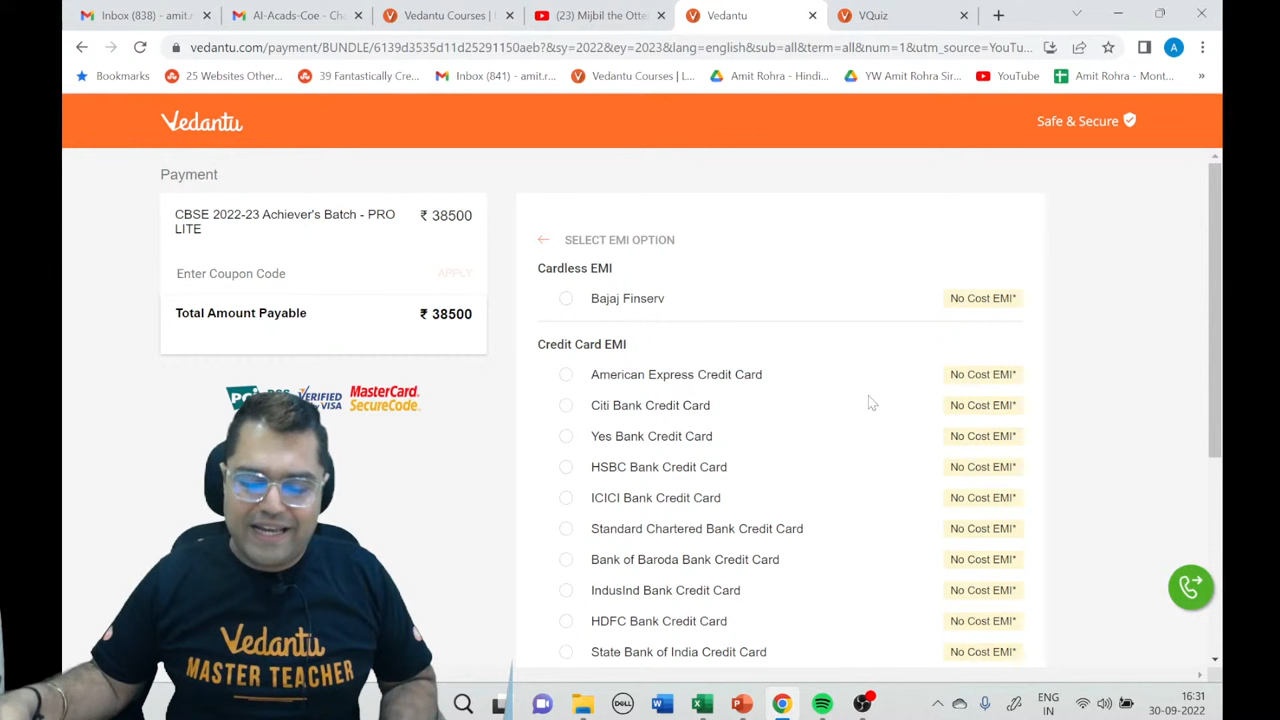 Inbox (838) - amit.r
AI-Acads-Coe - Cha
Vedantu Courses |
(23) Mijbil the Otte
Vedantu
VQuiz
vedantu.com/payment/BUNDLE/6139d3535d11d25291150aeb?&sy=2022&ey=2023&lang=english&sub=all&term=all&num=1&utm_source=YouTu...
A
Bookmarks
25 Websites Other...
39 Fantastically Cre...
Inbox (841) - amit.r...
Vedantu Courses | L...
Amit Rohra - Hindi...
YW Amit Rohra Sir...
YouTube
Amit Rohra - Mont...
»
Vedantu
Safe & Secure
Payment
CBSE 2022-23 Achiever's Batch - PRO LITE
₹ 38500
Enter Coupon Code
APPLY
Total Amount Payable
₹ 38500
VERIFIED by VISA
MasterCard.
SecureCode.
SELECT EMI OPTION
Cardless EMI
Bajaj Finserv
No Cost EMI*
Credit Card EMI
American Express Credit Card
No Cost EMI*
Citi Bank Credit Card
No Cost EMI*
Yes Bank Credit Card
No Cost EMI*
HSBC Bank Credit Card
No Cost EMI*
ICICI Bank Credit Card
No Cost EMI*
Standard Chartered Bank Credit Card
No Cost EMI*
Bank of Baroda Bank Credit Card
No Cost EMI*
IndusInd Bank Credit Card
No Cost EMI*
HDFC Bank Credit Card
No Cost EMI*
State Bank of India Credit Card
No Cost EMI*
Vedantu
MASTER TEACHER
DELL
ENG
IN
16:31
30-09-2022